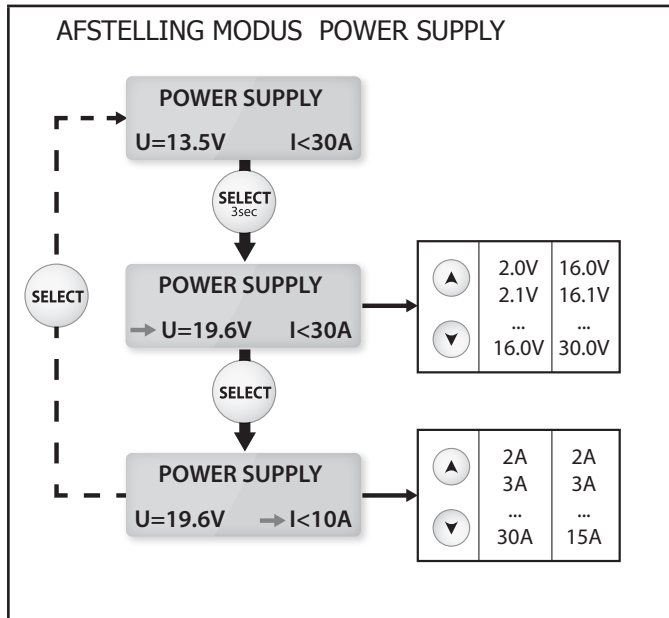 AFSTELLING MODUS POWER SUPPLY
POWER SUPPLY
U=13.5V I<30A
SELECT
3sec
SELECT
POWER SUPPLY
U=19.6V I<30A
2.0V 16.0V
2.1V 16.1V
... ...
16.0V 30.0V
SELECT
POWER SUPPLY
U=19.6V I<10A
2A 2A
3A 3A
... ...
30A 15A